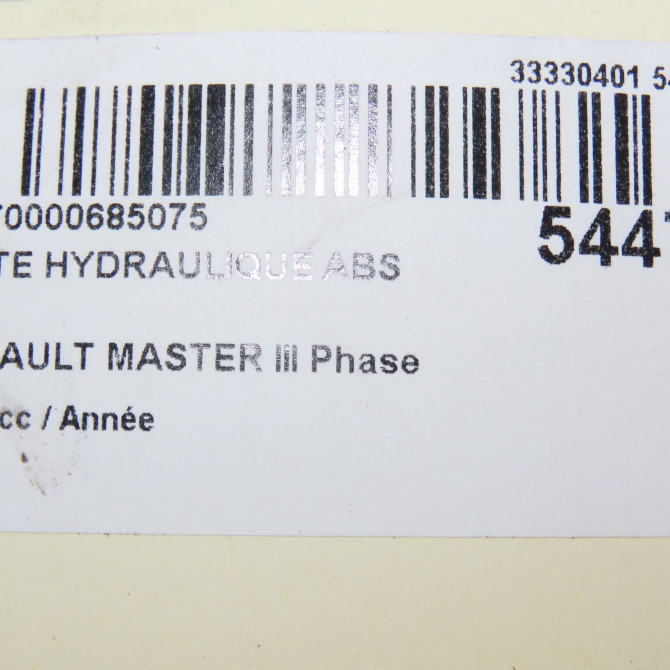 33330401 54
70000685075
544
TE HYDRAULIQUE ABS
AULT MASTER III Phase
cc / Année